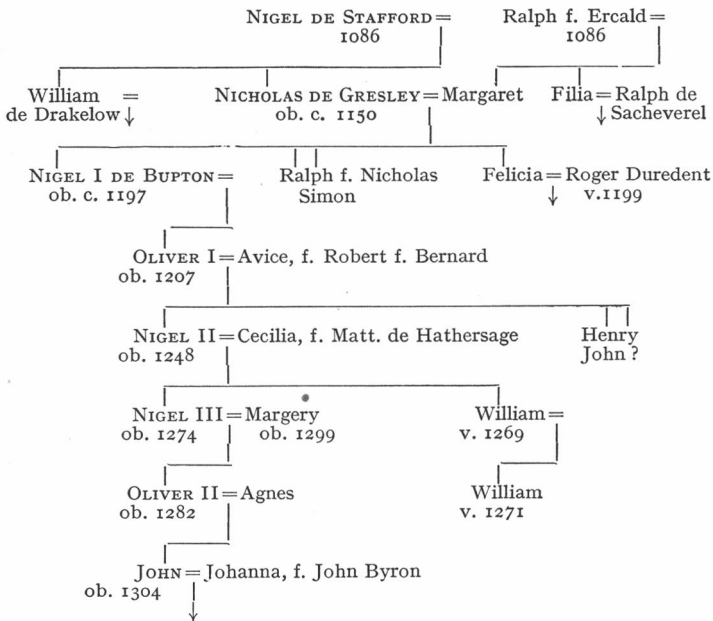 NIGEL DE STAFFORD= Ralph f. Ercald=
1086 1086
William = NICHOLAS DE GRESLEY=Margaret Filia=Ralph de
de Drakelow↓ ob. c. 1150 ↓ Sacheverel
NIGEL I DE BUPTON= Ralph f. Nicholas Felicia=Roger Duredent
ob. c. 1197 Simon ↓ v.1199
OLIVER I=Avice, f. Robert f. Bernard
ob. 1207
NIGEL II=Cecilia, f. Matt. de Hathersage Henry
ob. 1248 John ?
NIGEL III=Margery William=
ob. 1274 ob. 1299 v. 1269
OLIVER II=Agnes William
ob. 1282 v. 1271
JOHN=Johanna, f. John Byron
ob. 1304
↓